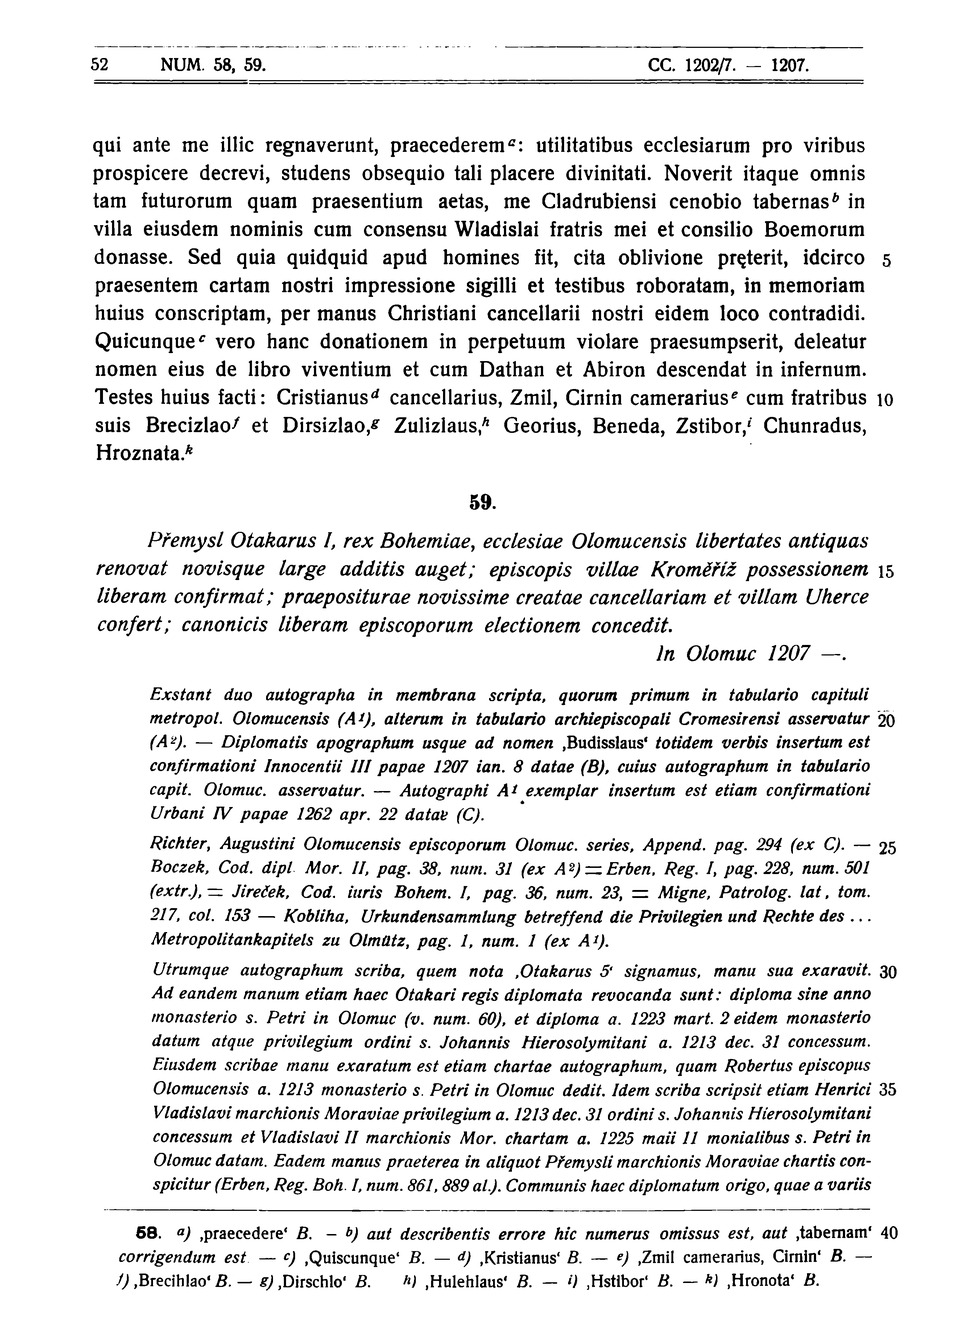 52 NUM. 58, 59. CC. 1202/7. — 1207.
qui ante me illic regnaverunt, praecederem a: utilitatibus ecclesiarum pro viribus
prospicere decrevi, studens obsequio tali placere divinitati. Noverit itaque omnis
tam futurorum quam praesentium aetas, me Cladrubiensi cenobio tabernas b in
villa eiusdem nominis cum consensu Wladislai fratris mei et consilio Boemorum
donasse. Sed quia quidquid apud homines fit, cita oblivione pręterit, idcirco 5
praesentem cartam nostri impressione sigilli et testibus roboratam, in memoriam
huius conscriptam, per manus Christiani cancellarii nostri eidem loco contradidi.
Quicunque c vero hanc donationem in perpetuum violare praesumpserit, deleatur
nomen eius de libro viventium et cum Dathan et Abiron descendat in infernum.
Testes huius facti: Cristianus d cancellarius, Zmil, Cirnin camerarius e cum fratribus 10
suis Brecizlao f et Dirsizlao, g Zulizlaus, h Georius, Beneda, Zstibor, i Chunradus,
Hroznata. k
59.
Přemysl Otakarus I, rex Bohemiae, ecclesiae Olomucensis libertates antiquas
renovat novisque large additis auget; episcopis villae Kroměříž possessionem 15
liberam confirmat; praepositurae novissime creatae cancellariam et villam Uherce
confert; canonicis liberam episcoporum electionem concedit.
In Olomuc 1207 —.
Exstant duo autographa in membrana scripta, quorum primum in tabulario capituli
metropol. Olomucensis (A¹), alterum in tabulario archiepiscopali Cromesirensi asservatur 20
(A²). — Diplomatis apographum usque ad nomen ‚Budisslaus‘ totidem verbis insertum est
confirmationi Innocentii III papae 1207 ian. 8 datae (B), cuius autographum in tabulario
capit. Olomuc. asservatur. — Autographi A¹ exemplar insertum est etiam confirmationi
Urbani IV papae 1262 apr. 22 datae (C).
Richter, Augustini Olomucensis episcoporum Olomuc. series, Append. pag. 294 (ex C). — 25
Boczek, Cod. dipl. Mor. II, pag. 38, num. 31 (ex A²) = Erben, Reg. I, pag. 228, num. 501
(extr.), = Jireček, Cod. iuris Bohem. I, pag. 36, num. 23, = Migne, Patrolog. lat, tom.
217, col. 153 — Kobliha, Urkundensammlung betreffend die Privilegien und Rechte des ...
Metropolitankapitels zu Olmütz, pag. 1, num. 1 (ex A¹).
Utrumque autographum scriba, quem nota ‚Otakarus 5‘ signamus, manu sua exaravit. 30
Ad eandem manum etiam haec Otakari regis diplomata revocanda sunt: diploma sine anno
monasterio s. Petri in Olomuc (v. num. 60), et diploma a. 1223 mart. 2 eidem monasterio
datum atque privilegium ordini s. Johannis Hierosolymitani a. 1213 dec. 31 concessum.
Eiusdem scribae manu exaratum est etiam chartae autographum, quam Robertus episcopus
Olomucensis a. 1213 monasterio s. Petri in Olomuc dedit. Idem scriba scripsit etiam Henrici 35
Vladislavi marchionis Moraviae privilegium a. 1213 dec. 31 ordini s. Johannis Hierosolymitani
concessum et Vladislavi II marchionis Mor. chartam a. 1225 maii 11 monialibus s. Petri in
Olomuc datam. Eadem manus praeterea in aliquot Přemysli marchionis Moraviae chartis con-
spicitur (Erben, Reg. Boh. I, num. 861, 889 al.). Communis haec diplomatum origo, quae a variis
58. a) ‚praecedere‘ B. – b) aut describentis errore hic numerus omissus est, aut ‚tabernam‘ 40
corrigendum est — c) ‚Quiscunque‘ B. — d) ‚Kristianus‘ B. — e) ‚Zmil camerarius, Cirnin‘ B. —
f) ‚Brecihlao‘ B. — g) ‚Dirschlo‘ B. h) ‚Hulehlaus‘ B. — i) ‚Hstibor‘ B. — k) ‚Hronota‘ B.